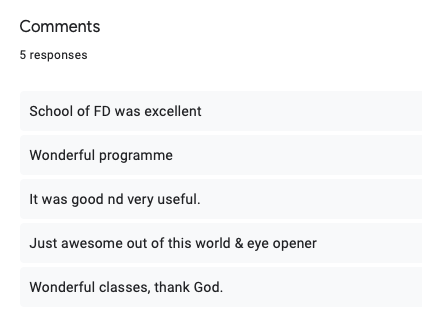 Comments
5 responses
School of FD was excellent
Wonderful programme
It was good nd very useful.
Just awesome out of this world & eye opener
Wonderful classes, thank God.